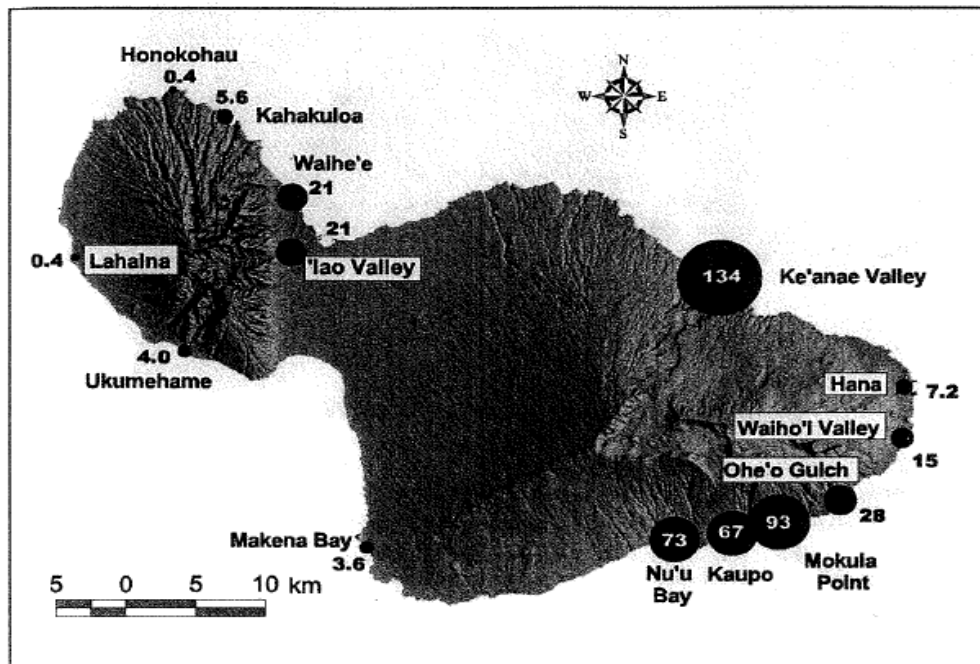 Honokohau
0.4
5.6
Kahakuloa
Waihe'e
21
21
'Iao Valley
0.4
Lahaina
4.0
Ukumehame
N
W
E
S
134
Ke'anae Valley
Hana
7.2
Waiho'i Valley
15
Ohe'o Gulch
28
93
67
73
Mokula
Point
Kaupo
Nu'u
Bay
Makena Bay
3.6
5 0 5 10 km